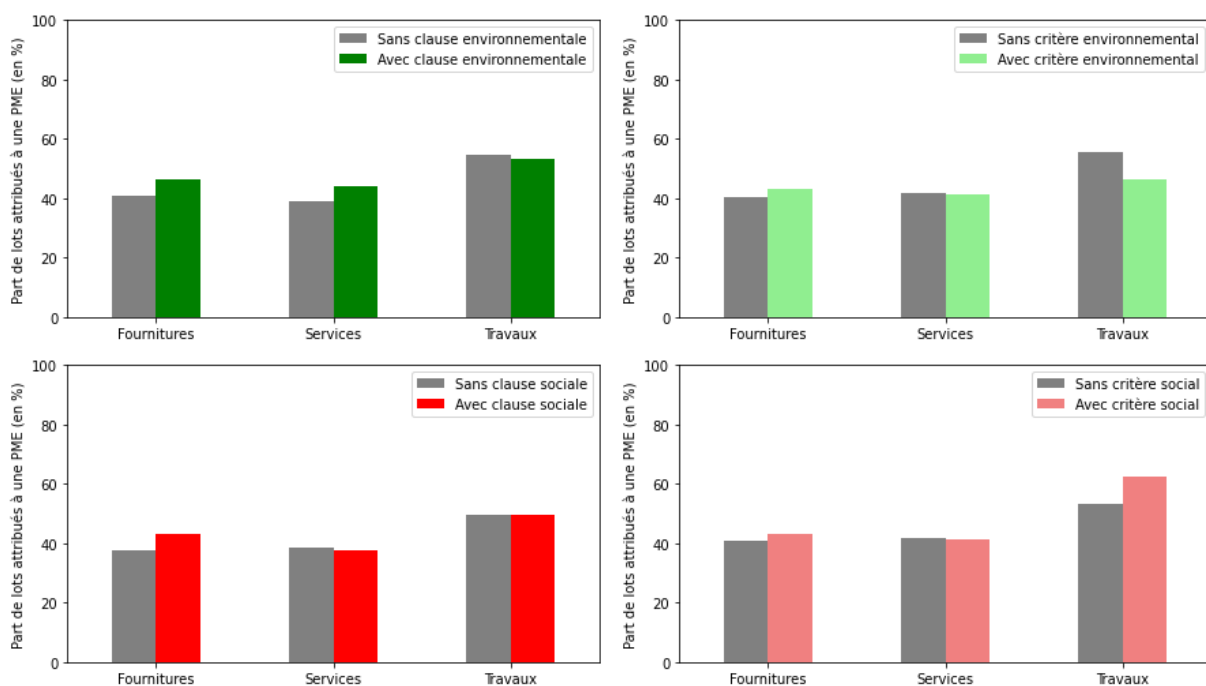 Part de lots attribués à une PME (en %)
100
80
60
40
20
0
Sans clause environnementale
Avec clause environnementale
Fournitures
Services
Travaux
Part de lots attribués à une PME (en %)
100
80
60
40
20
0
Sans critère environnemental
Avec critère environnemental
Fournitures
Services
Travaux
Part de lots attribués à une PME (en %)
100
80
60
40
20
0
Sans clause sociale
Avec clause sociale
Fournitures
Services
Travaux
Part de lots attribués à une PME (en %)
100
80
60
40
20
0
Sans critère social
Avec critère social
Fournitures
Services
Travaux